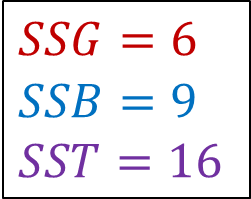 SSG = 6
SSB = 9
SST = 16